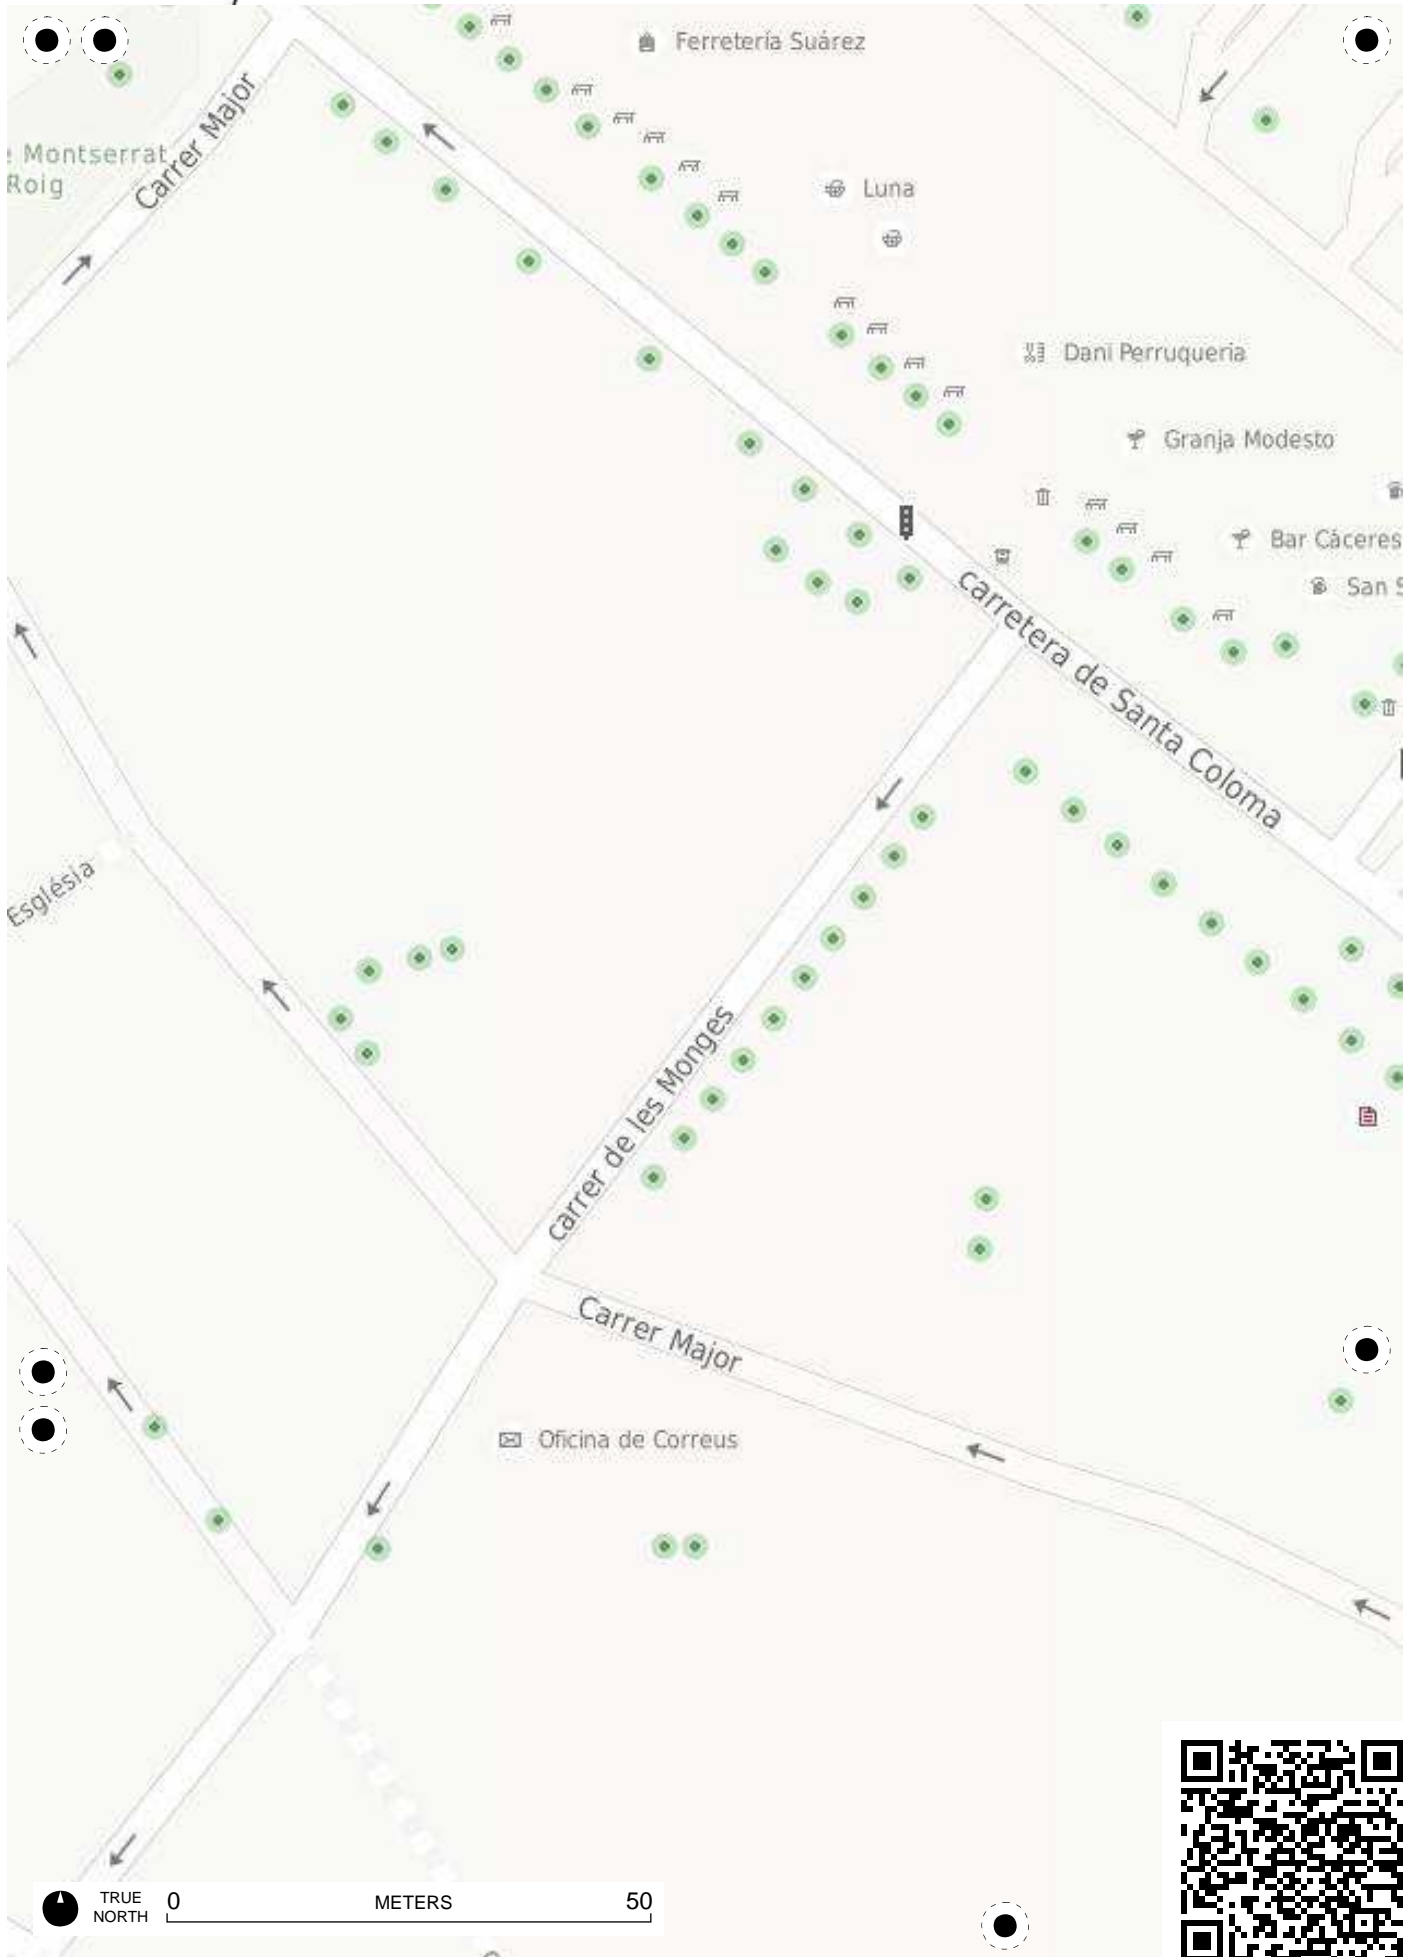 Ferretería Suárez
Carrer Major
Montserrat
Roig
Luna
Dani Perruqueria
Granja Modesto
Bar Cáceres
San
carretera de Santa Coloma
Església
carrer de les Monges
Carrer Major
Oficina de Correus
TRUE
NORTH
0 METERS 50